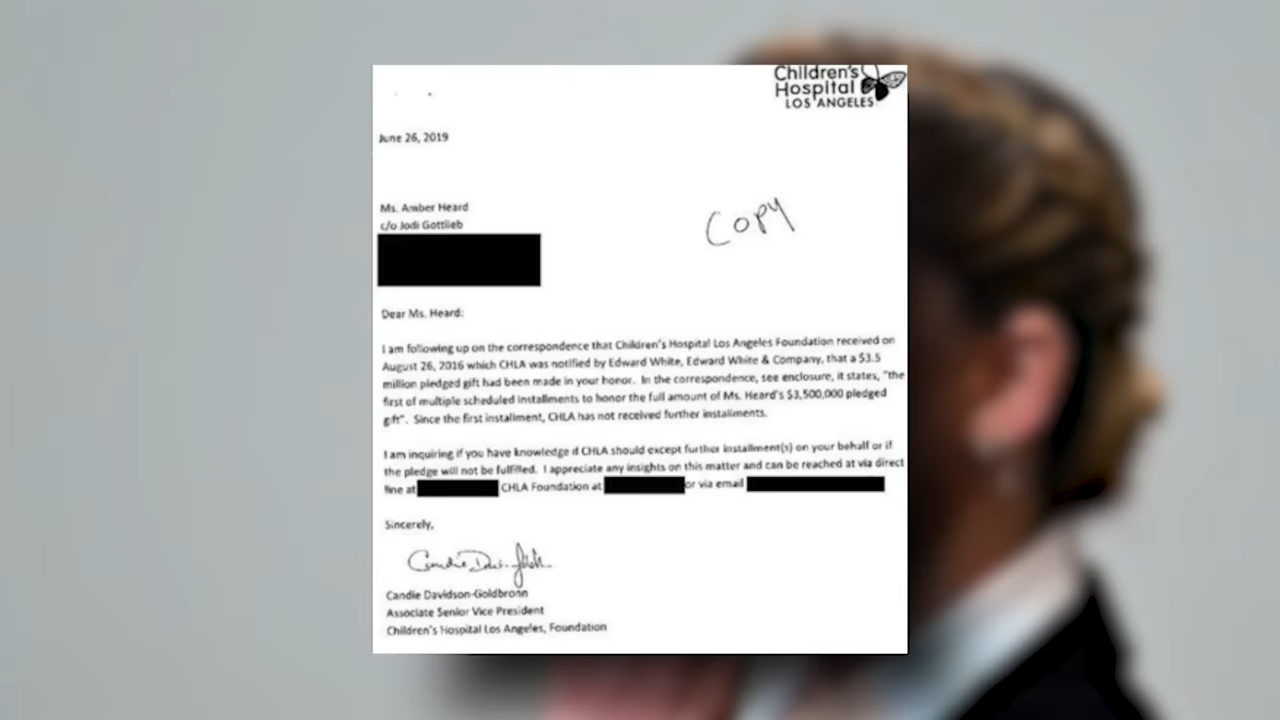 Children's
Hospital
LOS ANGELES
June 26, 2019
Ms. Amber Heard
c/o Jodi Gottlieb
Copy
Dear Ms. Heard:
I am following up on the correspondence that Children's Hospital Los Angeles Foundation received on
August 26, 2016 which CHLA was notified by Edward White, Edward White & Company, that a $3.5
million pledged gift had been made in your honor. In the correspondence, see enclosure, it states, "the
first of multiple scheduled installments to honor the full amount of Ms. Heard's $3,500,000 pledged
gift". Since the first installment, CHLA has not received further installments.
I am inquiring if you have knowledge if CHLA should except further installment(s) on your behalf or if
the pledge will not be fulfilled. I appreciate any insights on this matter and can be reached at via direct
line at CHLA Foundation at or via email
Sincerely,
Candie Davidson-Goldbronn
Associate Senior Vice President
Children's Hospital Los Angeles, Foundation